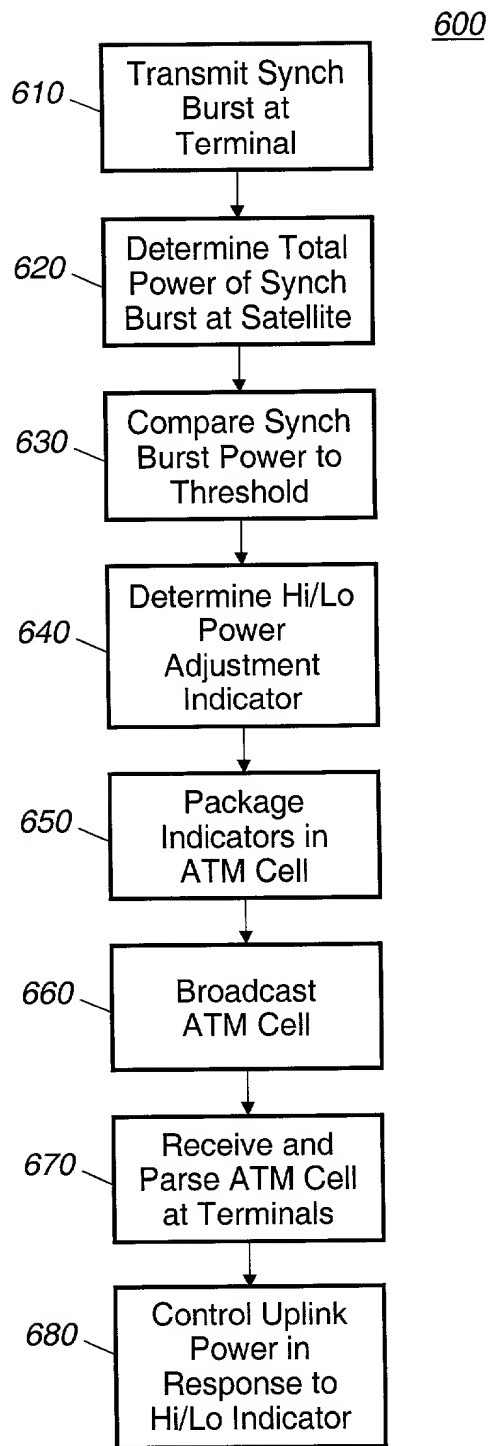 600
610
Transmit Synch
Burst at
Terminal
620
Determine Total
Power of Synch
Burst at Satellite
630
Compare Synch
Burst Power to
Threshold
640
Determine Hi/Lo
Power
Adjustment
Indicator
650
Package
Indicators in
ATM Cell
660
Broadcast
ATM Cell
670
Receive and
Parse ATM Cell
at Terminals
680
Control Uplink
Power in
Response to
Hi/Lo Indicator